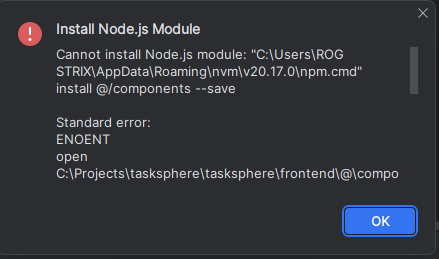 Install Node.js Module
Cannot install Node.js module: "C:\Users\ROG
STRIX\AppData\Roaming\nvm\v20.17.0\npm.cmd"
install @/components --save
Standard error:
ENOENT
open
C:\Projects\tasksphere\tasksphere\frontend\@\compo
OK